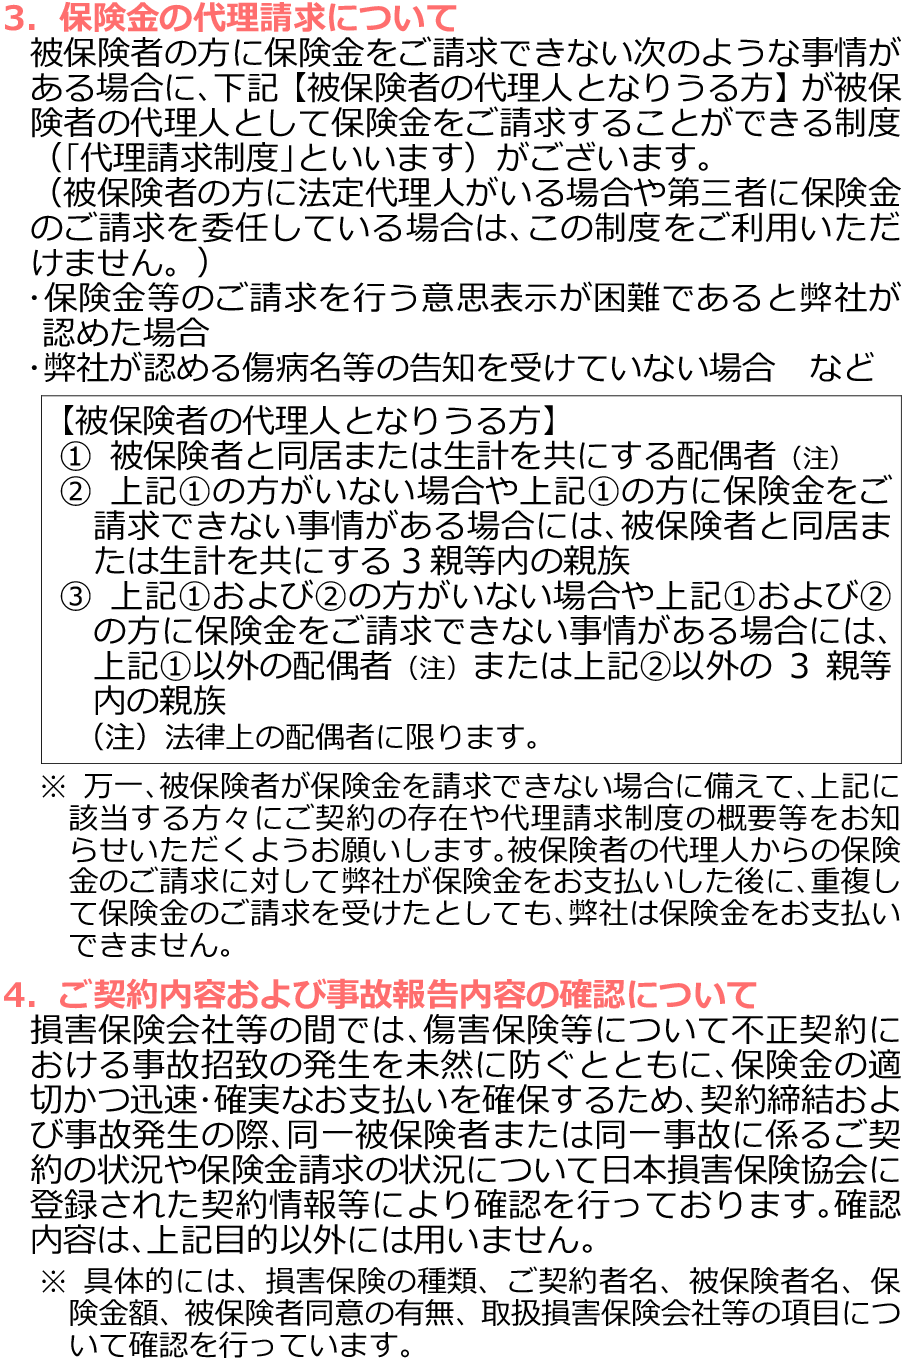 3．保険金の代理請求について
被保険者の方に保険金をご請求できない次のような事情が
ある場合に、下記【被保険者の代理人となりうる方】が被保
険者の代理人として保険金をご請求することができる制度
（「代理請求制度」といいます）がございます。
（被保険者の方に法定代理人がいる場合や第三者に保険金
のご請求を委任している場合は、この制度をご利用いただ
けません。）
・保険金等のご請求を行う意思表示が困難であると弊社が
認めた場合
・弊社が認める傷病名等の告知を受けていない場合　など
【被保険者の代理人となりうる方】
① 被保険者と同居または生計を共にする配偶者（注）
② 上記①の方がいない場合や上記①の方に保険金をご
請求できない事情がある場合には、被保険者と同居ま
たは生計を共にする3親等内の親族
③ 上記①および②の方がいない場合や上記①および②
の方に保険金をご請求できない事情がある場合には、
上記①以外の配偶者（注）または上記②以外の3親等
内の親族
（注）法律上の配偶者に限ります。
※ 万一、被保険者が保険金を請求できない場合に備えて、上記に
該当する方々にご契約の存在や代理請求制度の概要等をお知
らせいただくようお願いします。被保険者の代理人からの保険
金のご請求に対して弊社が保険金をお支払いした後に、重複し
て保険金のご請求を受けたとしても、弊社は保険金をお支払い
できません。
4．ご契約内容および事故報告内容の確認について
損害保険会社等の間では、傷害保険等について不正契約に
おける事故招致の発生を未然に防ぐとともに、保険金の適
切かつ迅速・確実なお支払いを確保するため、契約締結およ
び事故発生の際、同一被保険者または同一事故に係るご契
約の状況や保険金請求の状況について日本損害保険協会に
登録された契約情報等により確認を行っております。確認
内容は、上記目的以外には用いません。
※ 具体的には、損害保険の種類、ご契約者名、被保険者名、保
険金額、被保険者同意の有無、取扱損害保険会社等の項目につ
いて確認を行っています。